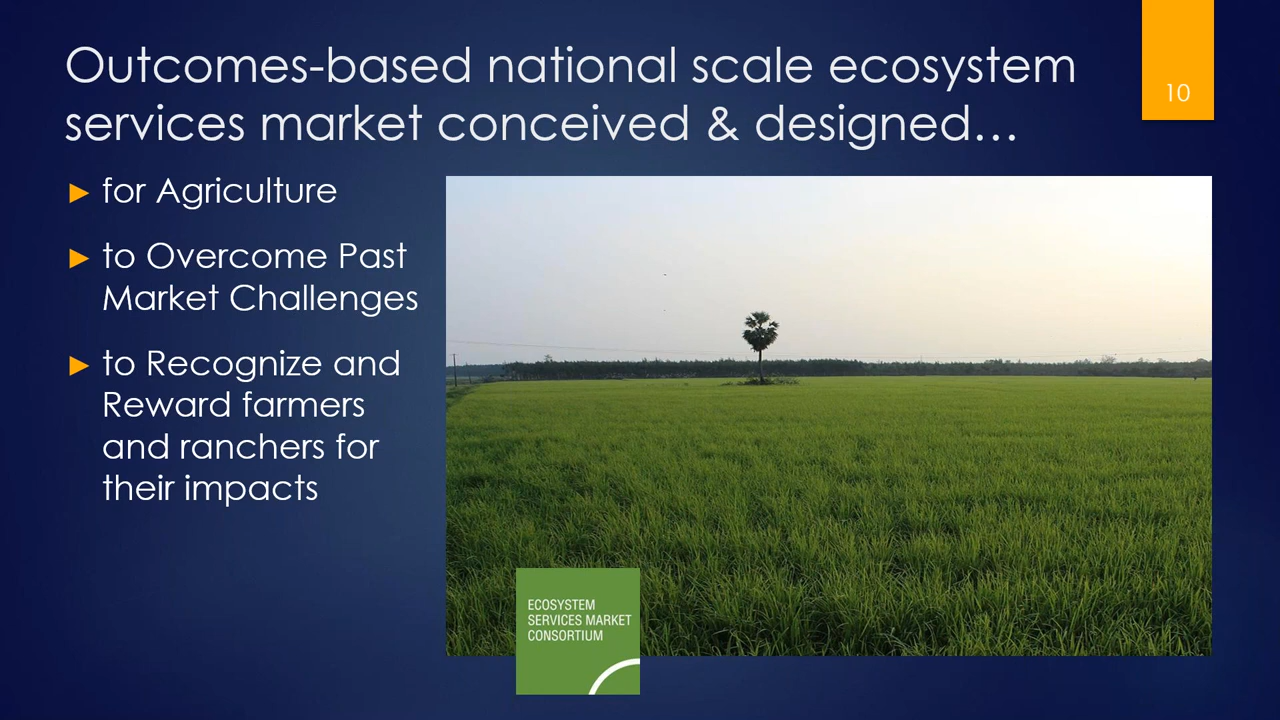 Outcomes-based national scale ecosystem
services market conceived & designed…
10
► for Agriculture
► to Overcome Past
Market Challenges
► to Recognize and
Reward farmers
and ranchers for
their impacts
ECOSYSTEM
SERVICES MARKET
CONSORTIUM